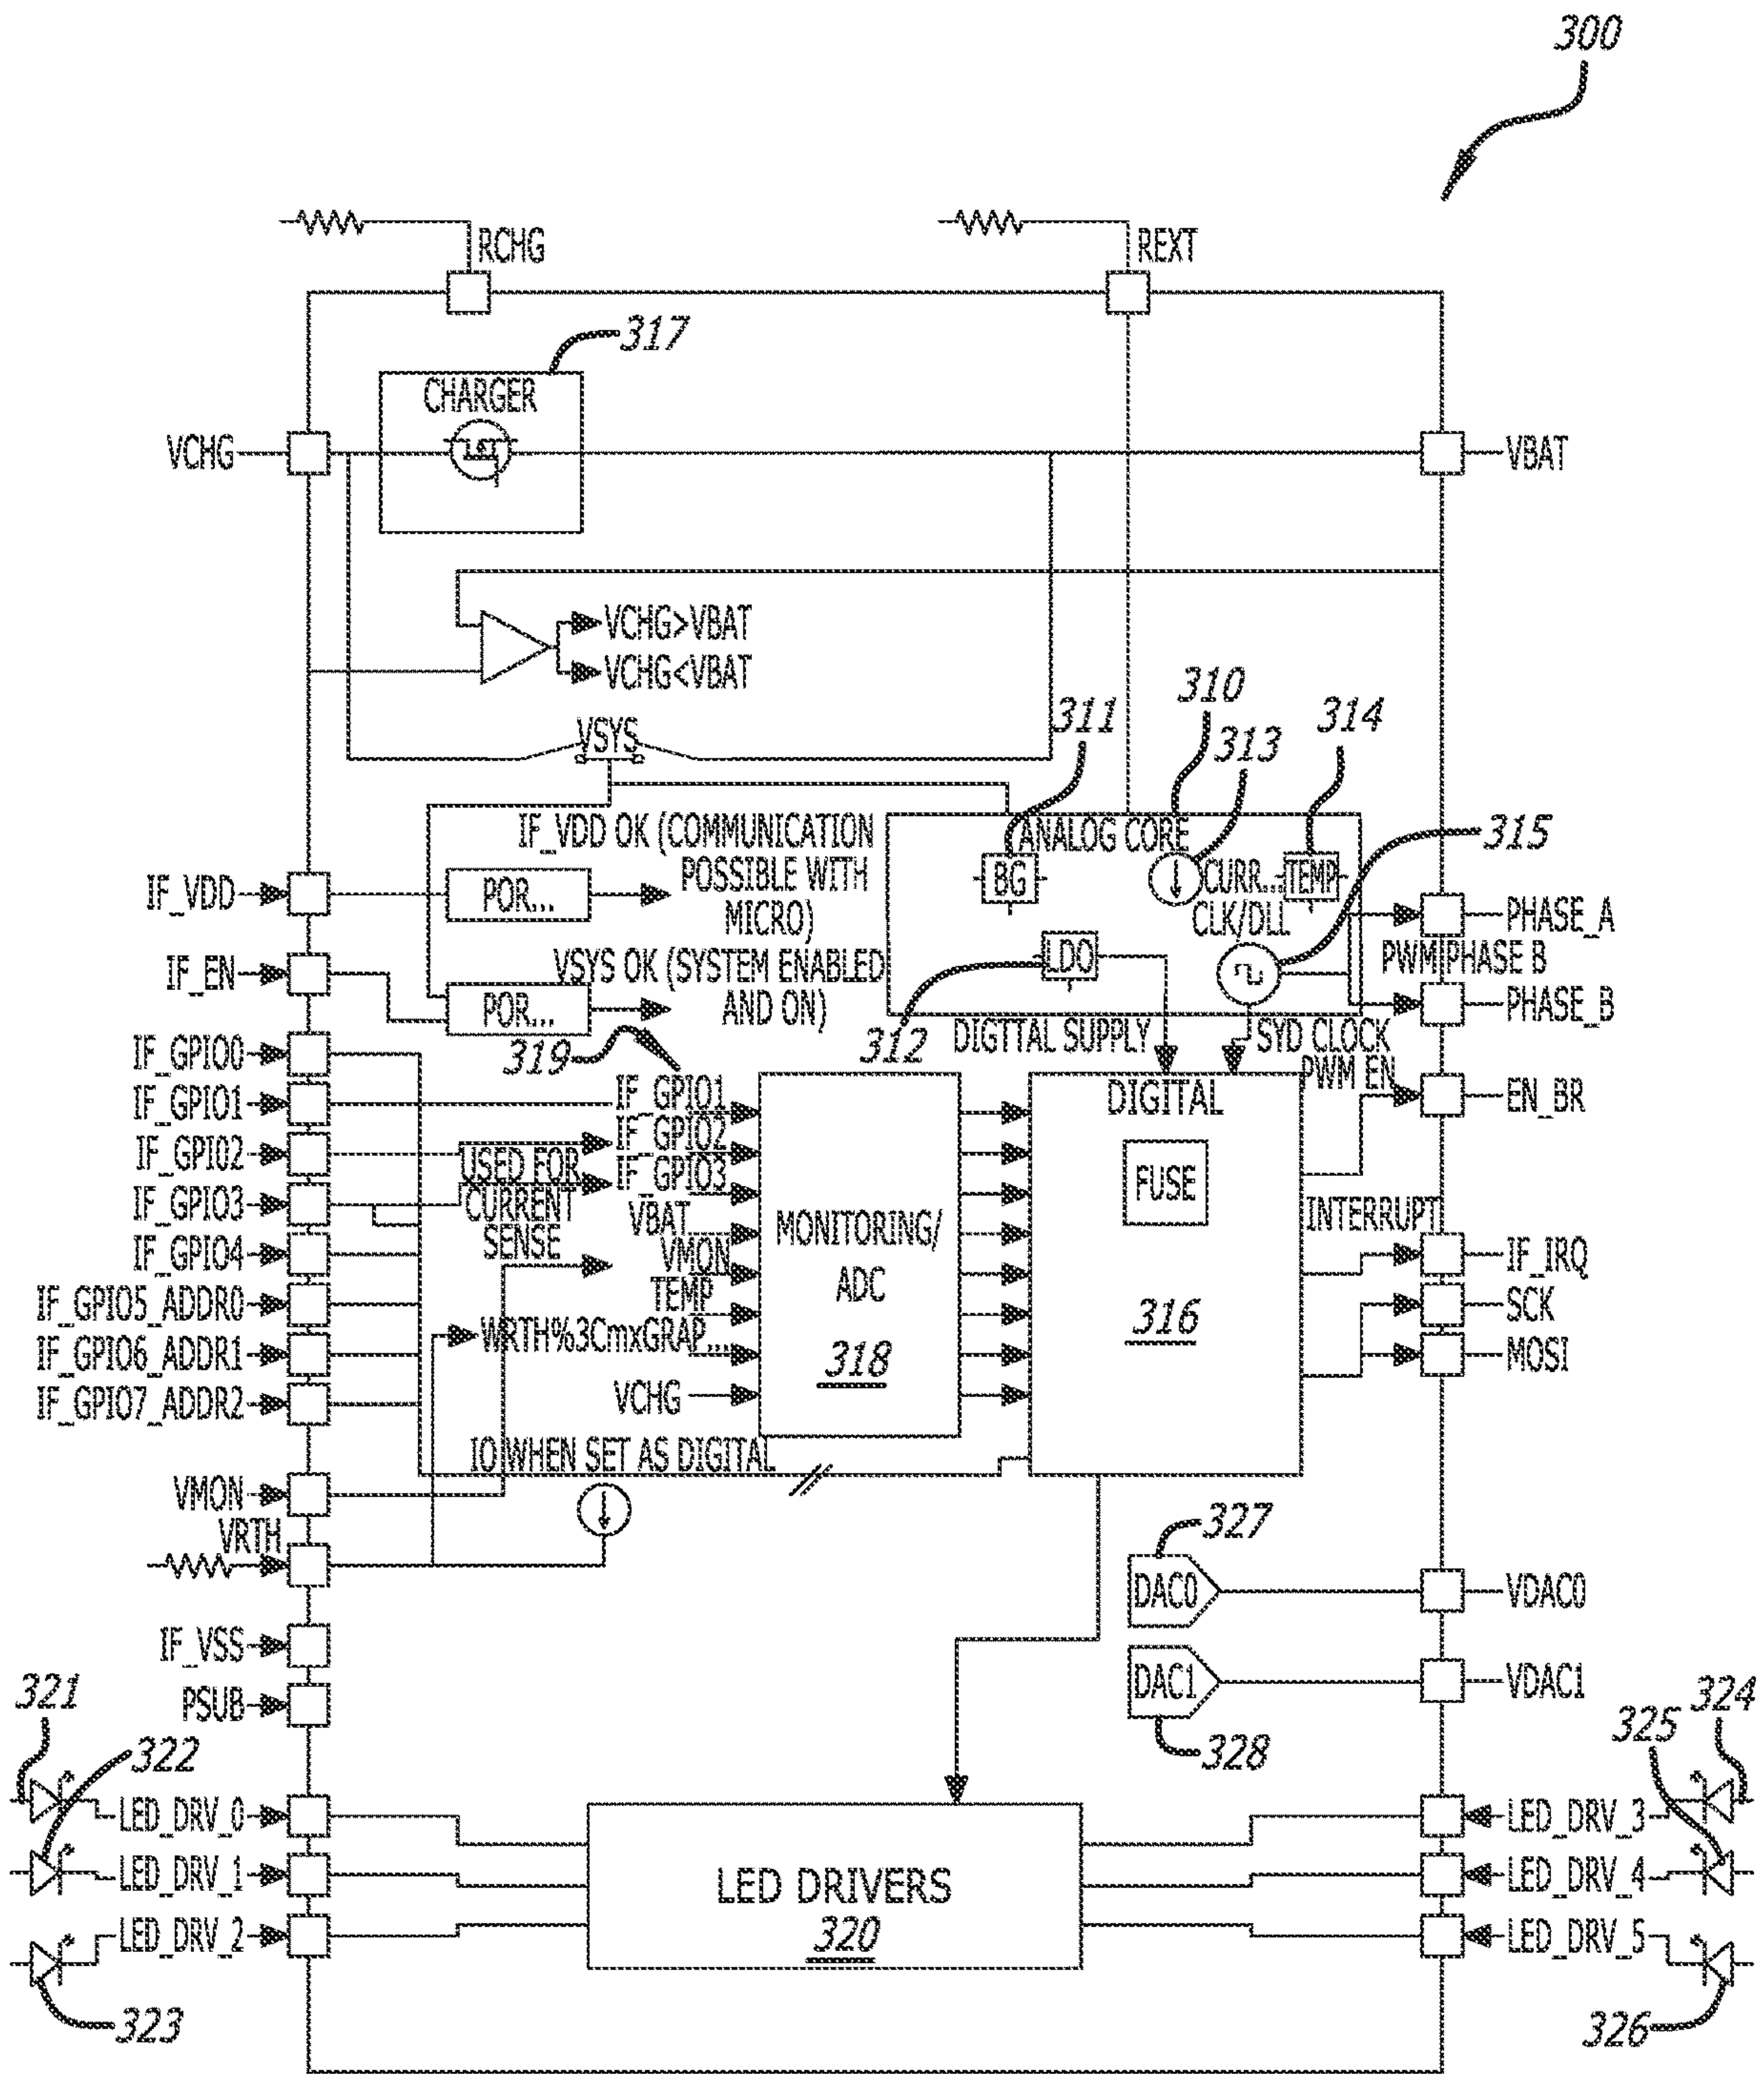 300
RCHG
REXT
317
CHARGER
VCHG
VBAT
VCHG>VBAT
VCHG<VBAT
310
311
314
VSYS
313
IF_VDD OK (COMMUNICATION
POSSIBLE WITH
MICRO)
ANALOG CORE
315
IF_VDD
POR...
BG
CURR...
TEMP
CLK/DLL
PHASE_A
IF_EN
VSYS OK (SYSTEM ENABLED
AND ON)
POR...
LDO
PWM PHASE B
PHASE_B
312
DIGTTAL SUPPLY
SYD CLOCK
319
IF_GPIO0
PWM EN
IF_GPIO1
IF_GPIO1
DIGITAL
EN_BR
IF_GPIO2
IF_GPIO2
USED FOR
CURRENT
SENSE
IF_GPIO3
FUSE
IF_GPIO3
VBAT
MONITORING/
ADC
318
316
INTERRUPT
IF_GPIO4
VMON
IF_IRQ
IF_GPIO5_ADDR0
TEMP
SCK
IF_GPIO6_ADDR1
WRTH%3CmxGRAP...
MOSI
IF_GPIO7_ADDR2
VCHG
IO WHEN SET AS DIGITAL
VMON
VRTH
327
DAC0
VDAC0
IF_VSS
321
PSUB
DAC1
VDAC1
324
322
328
325
LED_DRV_0
LED_DRV_3
LED_DRV_1
LED DRIVERS
320
LED_DRV_4
LED_DRV_2
LED_DRV_5
323
326